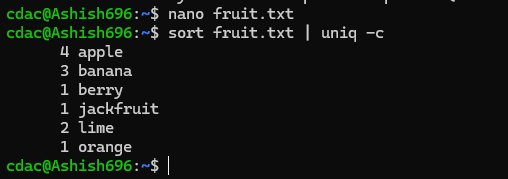 cdac@Ashish696:~$ nano fruit.txt
cdac@Ashish696:~$ sort fruit.txt | uniq -c
      4 apple
      3 banana
      1 berry
      1 jackfruit
      2 lime
      1 orange
cdac@Ashish696:~$